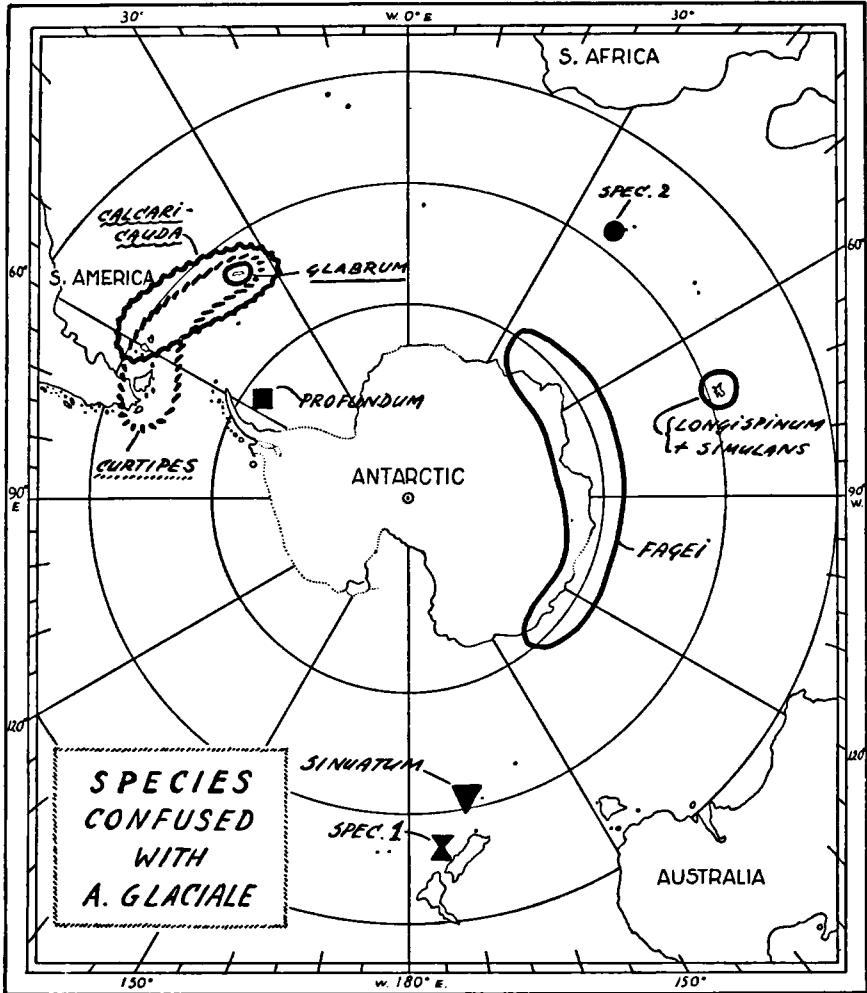 30°
W. 0° E
30°
S. AFRICA
SPEC. 2
CALCARI-
CAUDA
60°
60°
S. AMERICA
GLABRUM
PROFUNDUM
LONGISPINUM
+ SIMULANS
CURTIPES
ANTARCTIC
90°
E
90°
W.
FAGEI
120°
120°
SINUATUM
SPECIES
CONFUSED
WITH
A. GLACIALE
SPEC. 1
AUSTRALIA
150°
W. 180° E.
150°